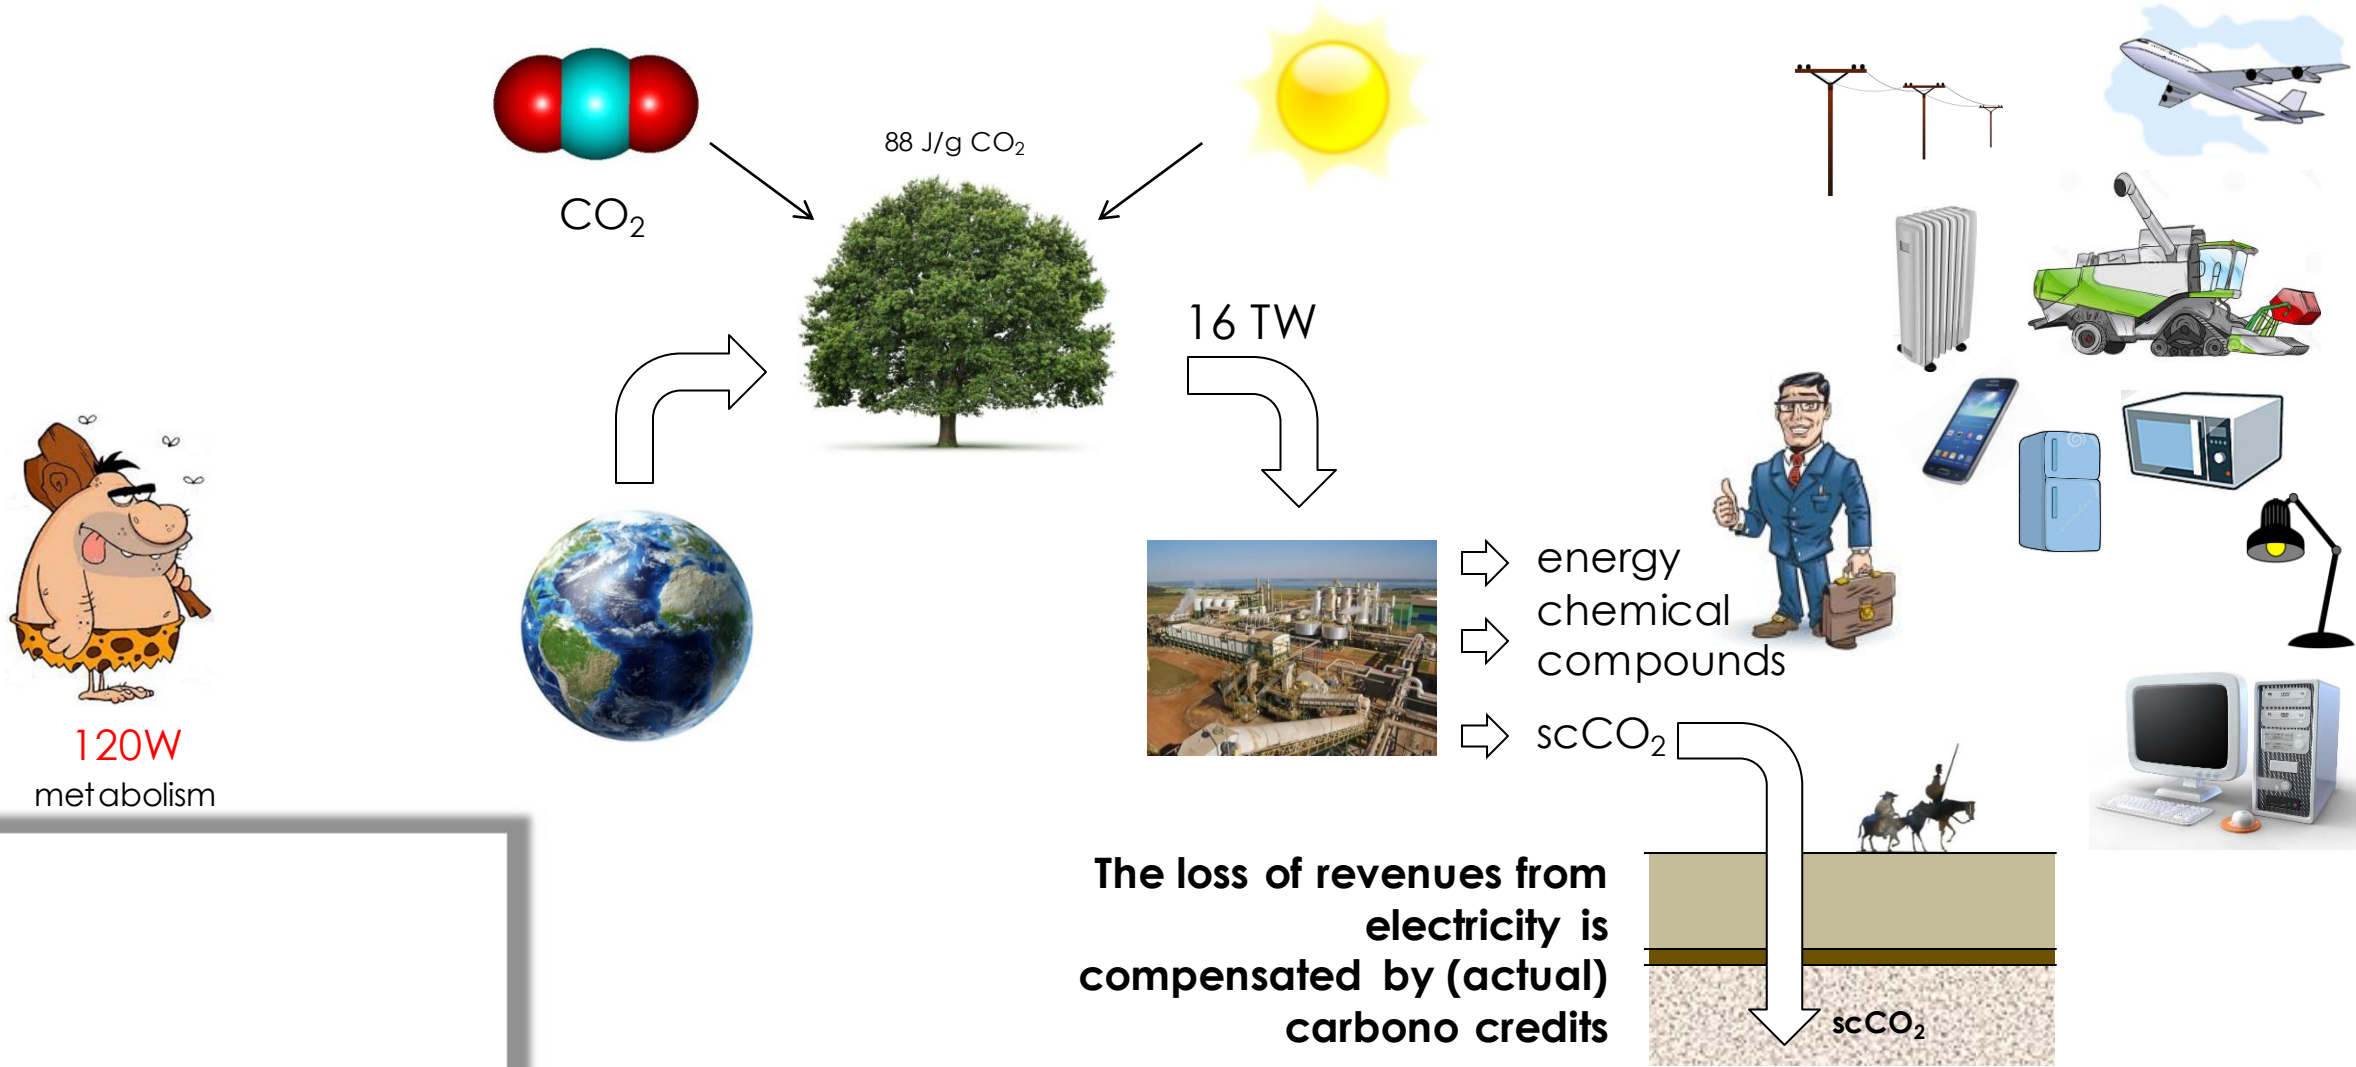 CO₂
88 J/g CO₂
16 TW
120W
metabolism
energy
chemical
compounds
scCO₂
The loss of revenues from
electricity is
compensated by (actual)
carbono credits
scCO₂